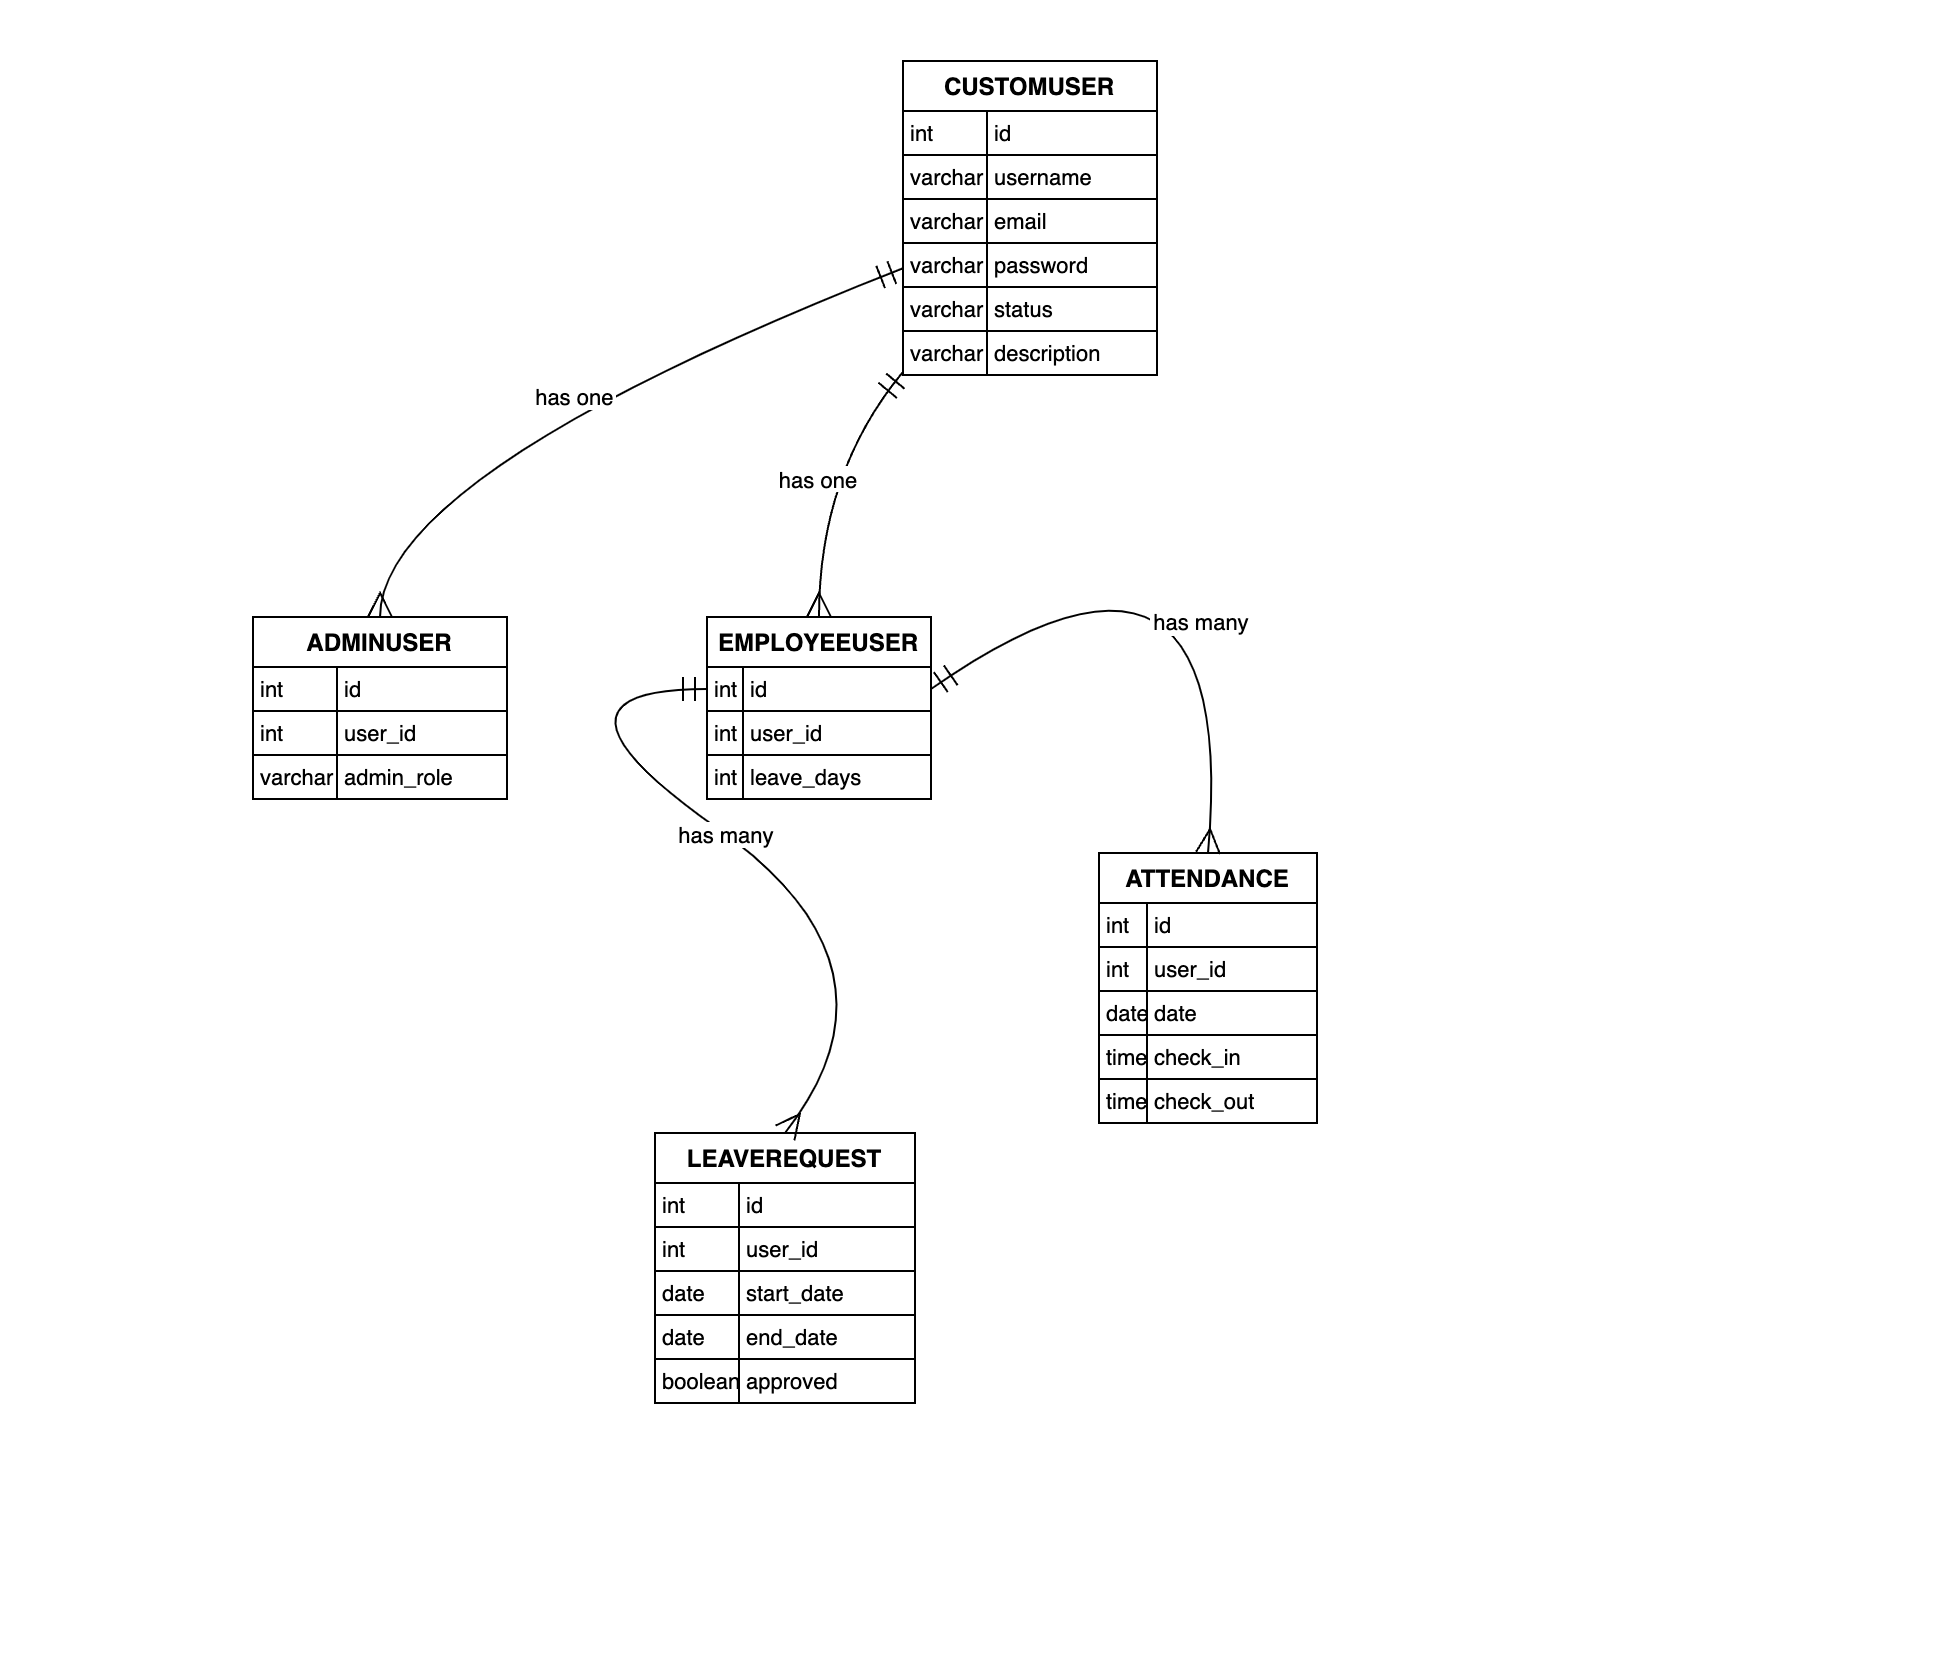 CUSTOMUSER
int id
varchar username
varchar email
varchar password
varchar status
varchar description
has one
has one
ADMINUSER
int id
int user_id
varchar admin_role
EMPLOYEEUSER
int id
int user_id
int leave_days
has many
has many
ATTENDANCE
int id
int user_id
date date
time check_in
time check_out
LEAVEREQUEST
int id
int user_id
date start_date
date end_date
boolean approved